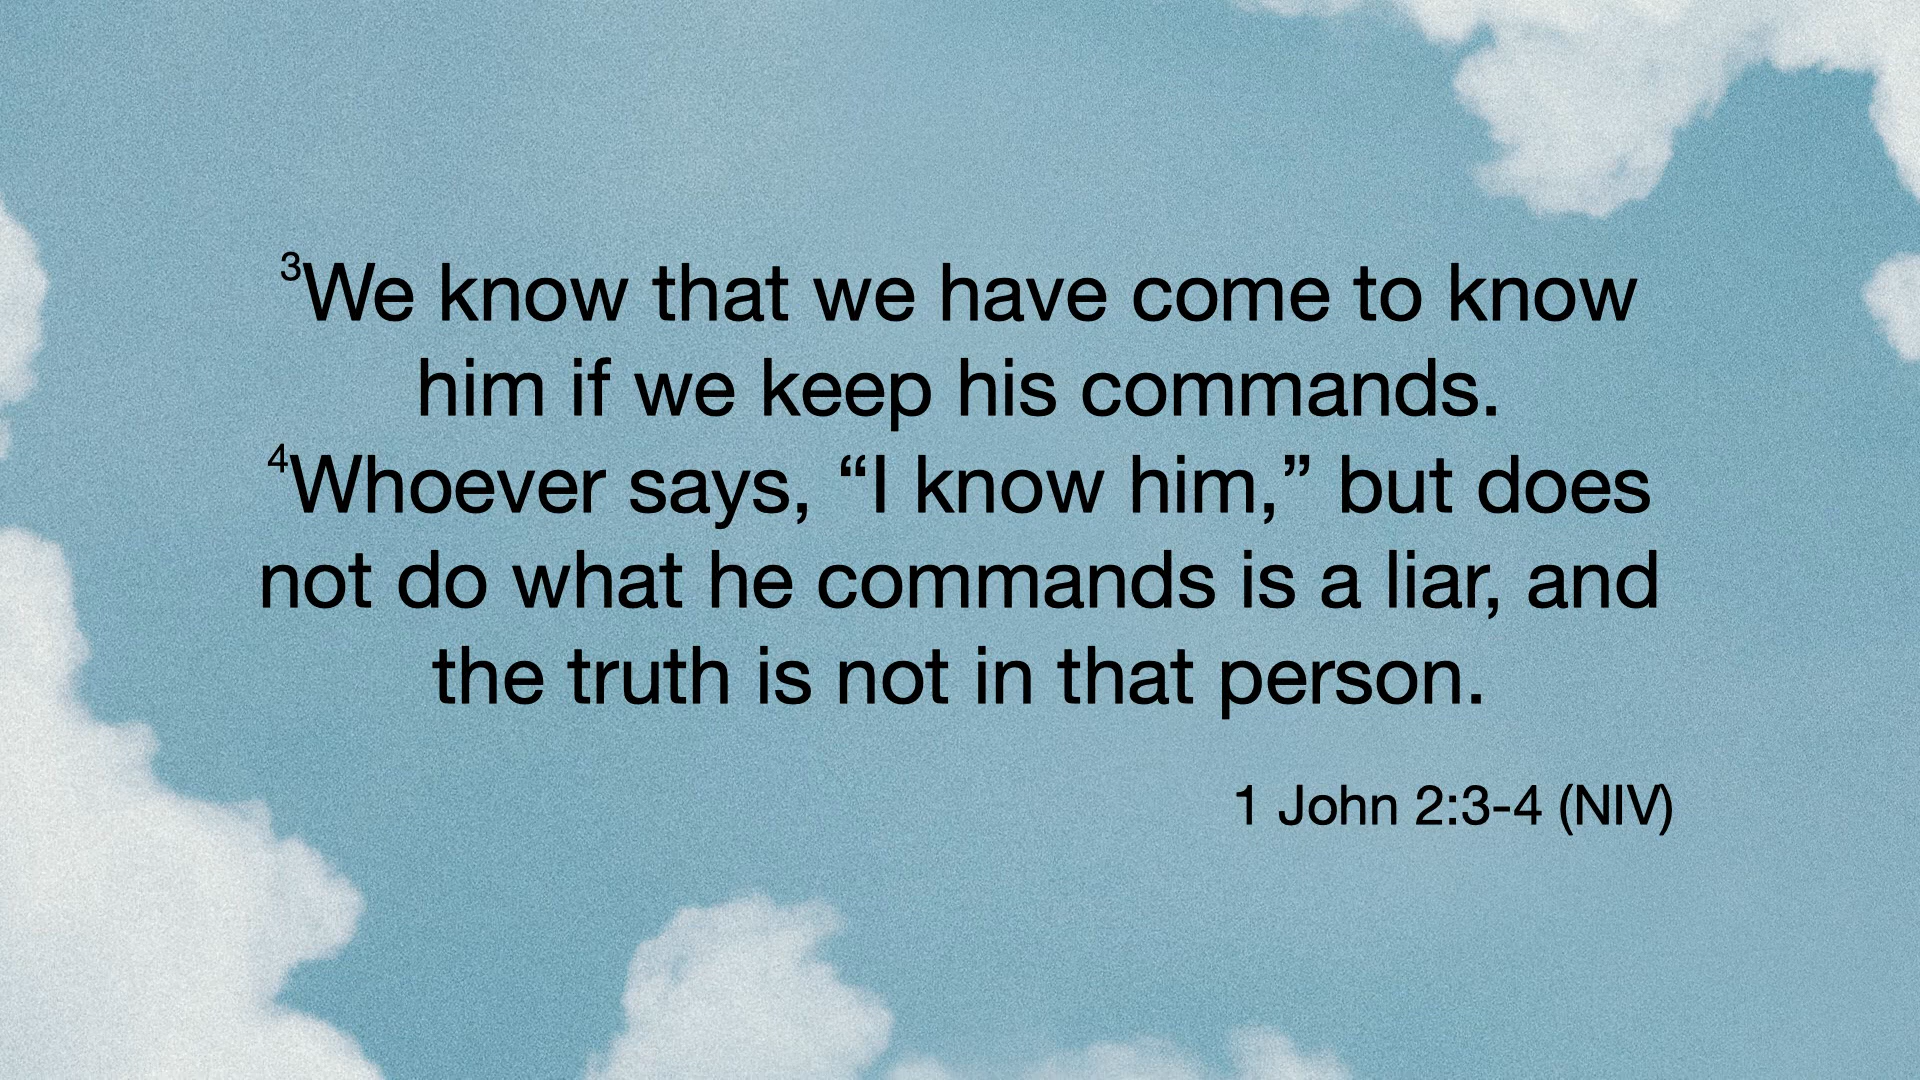 ³We know that we have come to know
him if we keep his commands.
⁴Whoever says, “I know him,” but does
not do what he commands is a liar, and
the truth is not in that person.
1 John 2:3-4 (NIV)